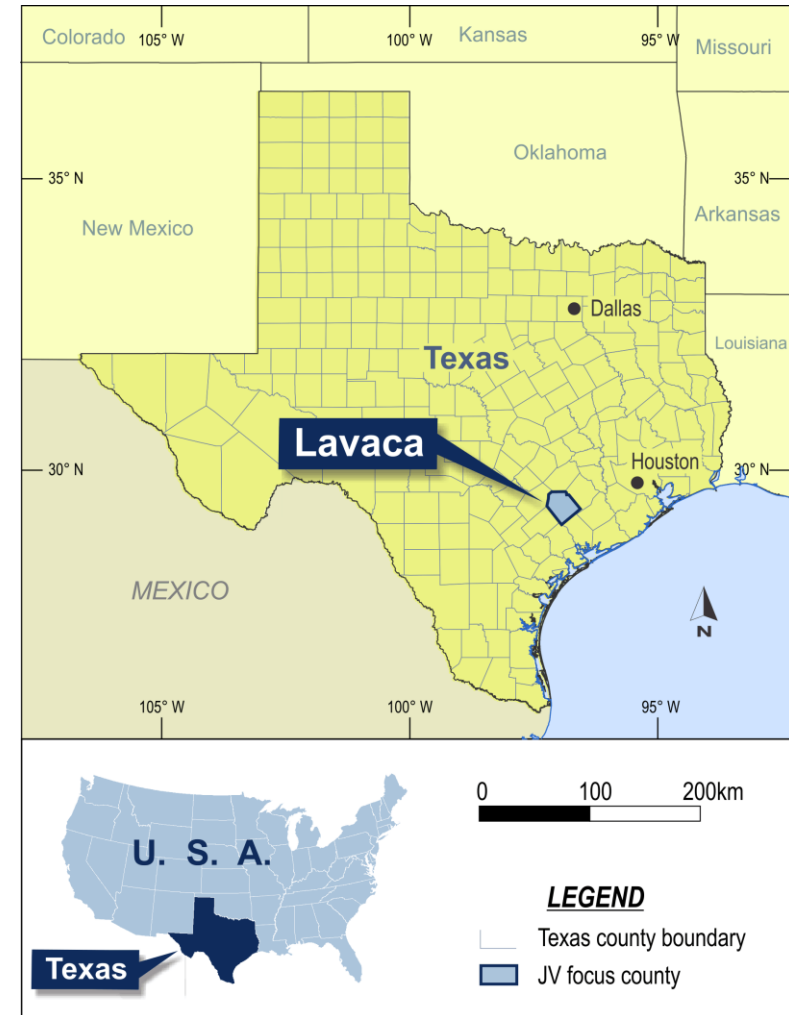 Colorado 105° W 100° W Kansas 95° W Missouri
Oklahoma
35° N 35° N
New Mexico Arkansas
Dallas
Louisiana
Texas
Lavaca
Houston
30° N 30° N
MEXICO
N
105° W 100° W 95° W
0 100 200km
U. S. A.
LEGEND
Texas county boundary
Texas
JV focus county